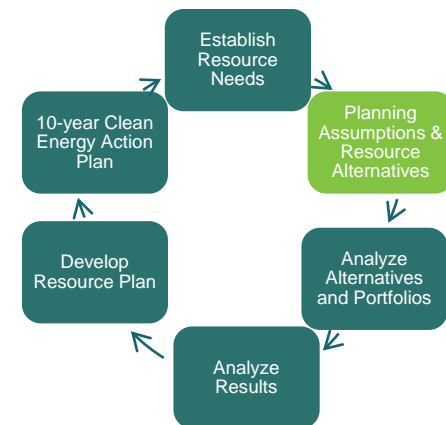 Establish
Resource
Needs
Planning
Assumptions &
Resource
Alternatives
Analyze
Alternatives
and Portfolios
Analyze
Results
Develop
Resource Plan
10-year Clean
Energy Action
Plan